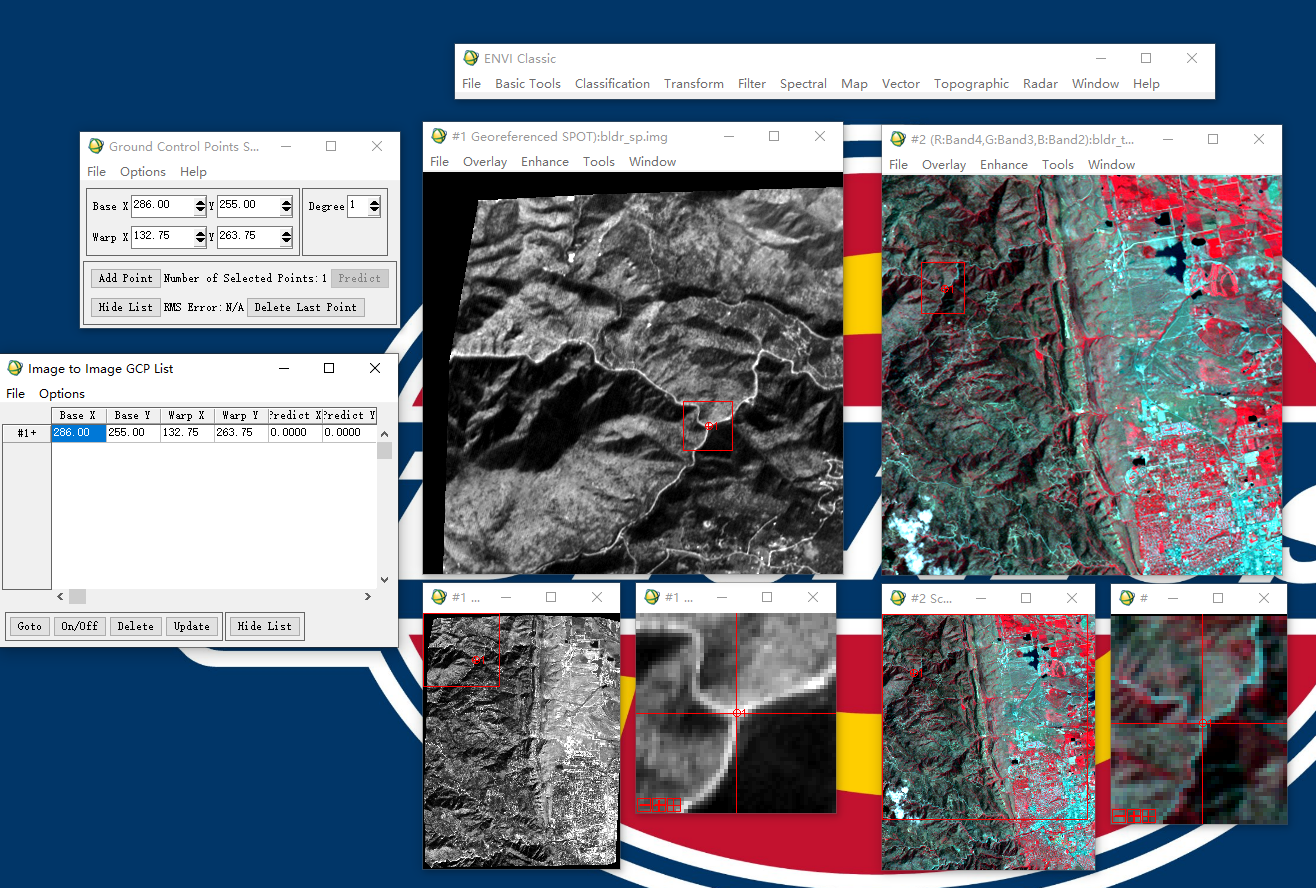 ENVI Classic
File Basic Tools Classification Transform Filter Spectral Map Vector Topographic Radar Window Help
Ground Control Points S...
File Options Help
Base X 286.00 Y 255.00 Degree 1
Warp X 132.75 Y 263.75
Add Point Number of Selected Points: 1 Predict
Hide List RMS Error: N/A Delete Last Point
#1 Georeferenced SPOT):bldr_sp.img
File Overlay Enhance Tools Window
#1
#2 (R:Band4,G:Band3,B:Band2):bldr_t...
File Overlay Enhance Tools Window
#1
Image to Image GCP List
File Options
Base X Base Y Warp X Warp Y Predict X Predict Y
#1+ 286.00 255.00 132.75 263.75 0.0000 0.0000
Goto On/Off Delete Update Hide List
#1 ...
#1 ...
#1
#2 Sc...
#
#1